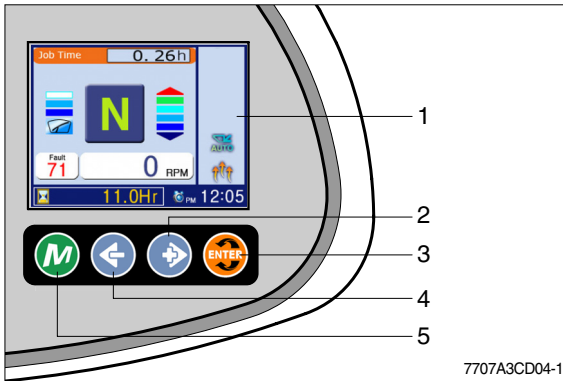 Job Time 0.26h
N
AUTO
Fault
71
0 RPM
11.0Hr PM 12:05
M ENTER
1
2
3
4
5
7707A3CD04-1